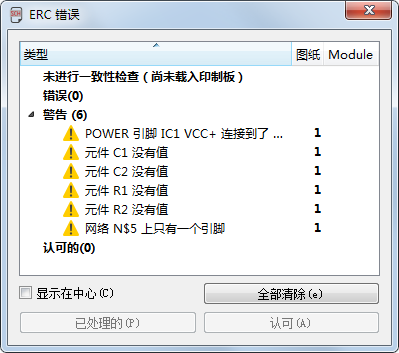 ERC 错误
类型 图纸 Module
未进行一致性检查（尚未载入印制板）
错误(0)
警告 (6)
POWER 引脚 IC1 VCC+ 连接到了 ... 1
元件 C1 没有值 1
元件 C2 没有值 1
元件 R1 没有值 1
元件 R2 没有值 1
网络 N$5 上只有一个引脚 1
认可的(0)
显示在中心(C) 全部清除(e)
已处理的(P) 认可(A)